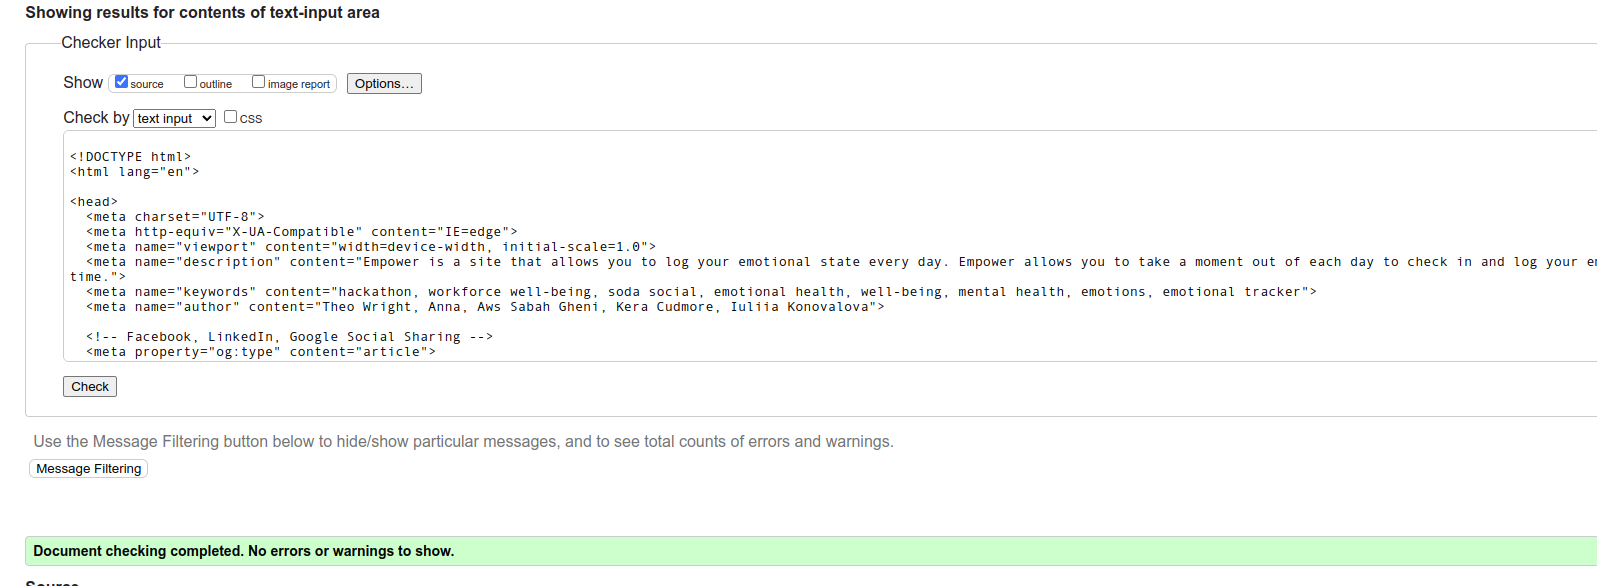 Showing results for contents of text-input area
Checker Input
Show source outline image report Options...
Check by text input CSS
<!DOCTYPE html>
<html lang="en">
<head>
<meta charset="UTF-8">
<meta http-equiv="X-UA-Compatible" content="IE=edge">
<meta name="viewport" content="width=device-width, initial-scale=1.0">
<meta name="description" content="Empower is a site that allows you to log your emotional state every day. Empower allows you to take a moment out of each day to check in and log your
time.">
<meta name="keywords" content="hackathon, workforce well-being, soda social, emotional health, well-being, mental health, emotions, emotional tracker">
<meta name="author" content="Theo Wright, Anna, Aws Sabah Gheni, Kera Cudmore, Iuliia Konovalova">
<!-- Facebook, LinkedIn, Google Social Sharing -->
<meta property="og:type" content="article">
Check
Use the Message Filtering button below to hide/show particular messages, and to see total counts of errors and warnings.
Message Filtering
Document checking completed. No errors or warnings to show.